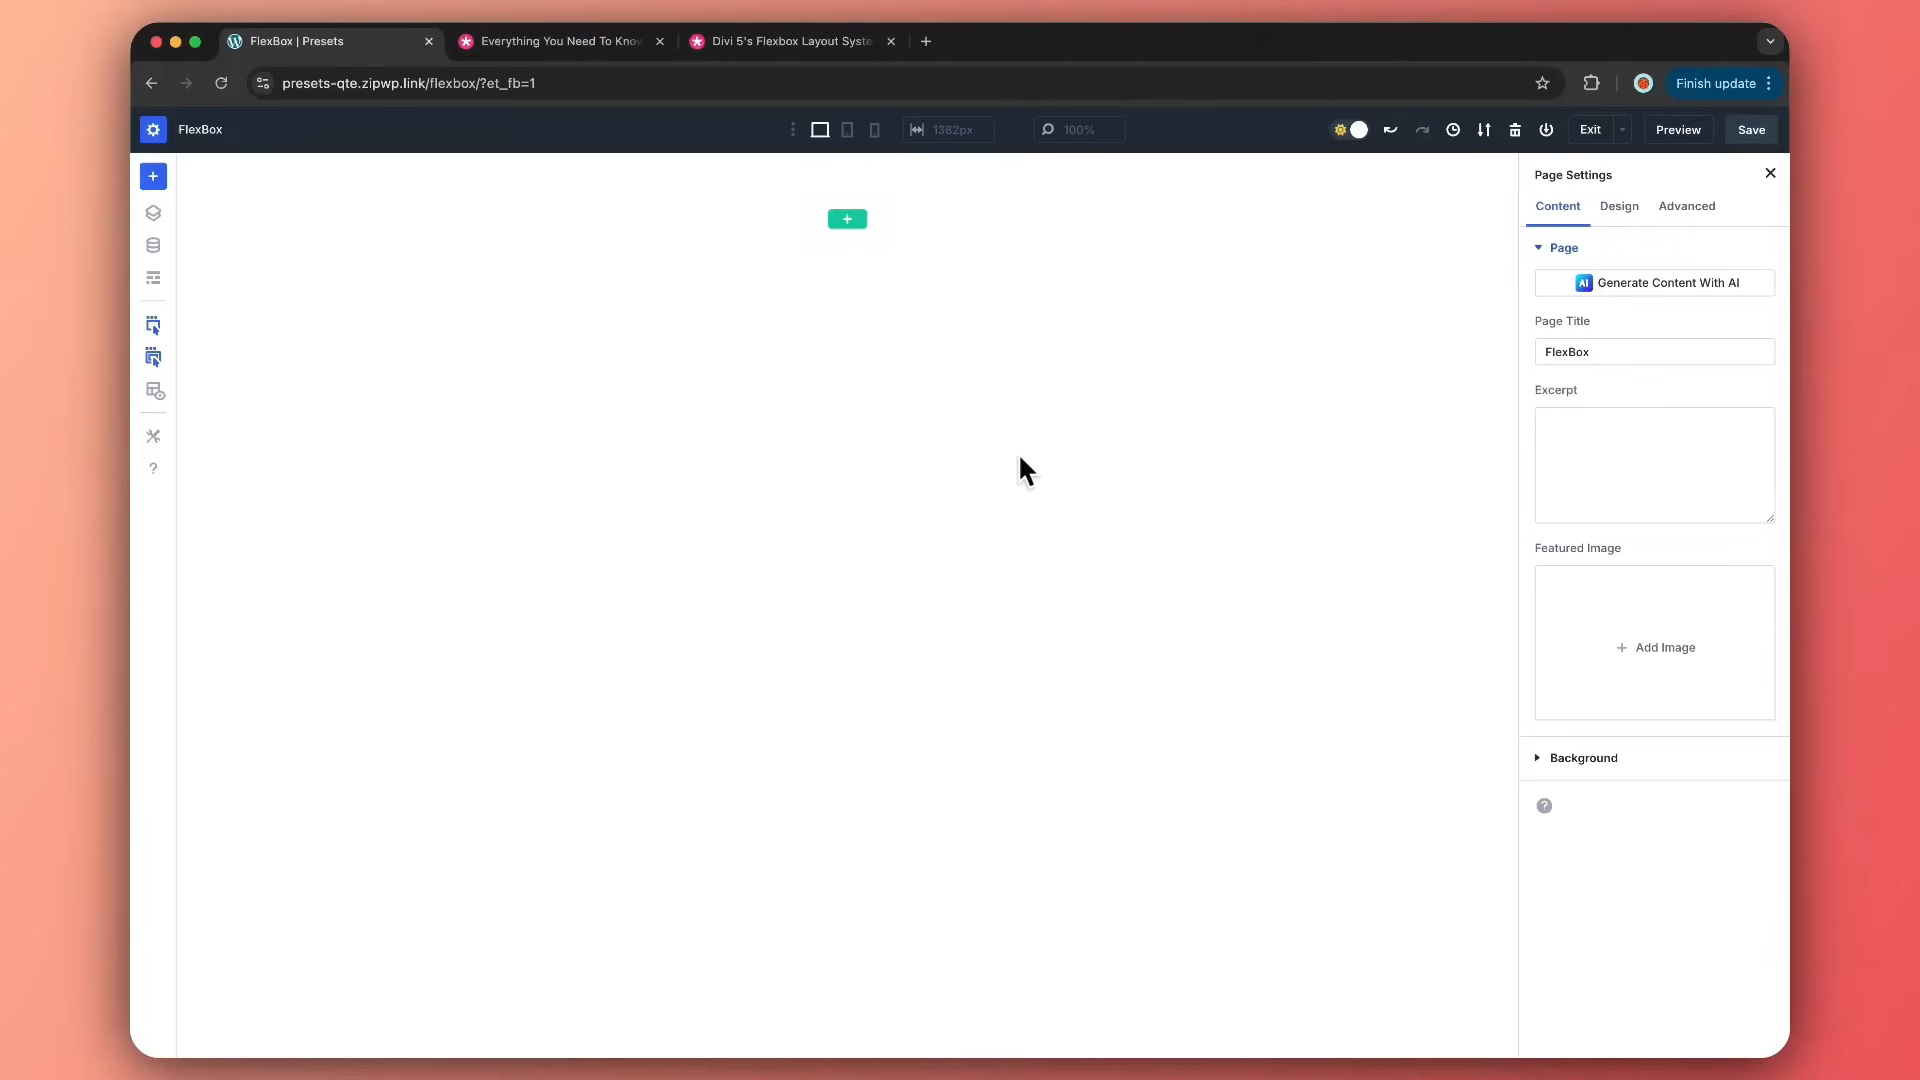 FlexBox | Presets
Everything You Need To Know
Divi 5's Flexbox Layout Syste
presets-qte.zipwp.link/flexbox/?et_fb=1
Finish update
FlexBox
1382px
100%
Exit
Preview
Save
Page Settings
Content
Design
Advanced
Page
AI Generate Content With AI
Page Title
FlexBox
Excerpt
Featured Image
+ Add Image
Background